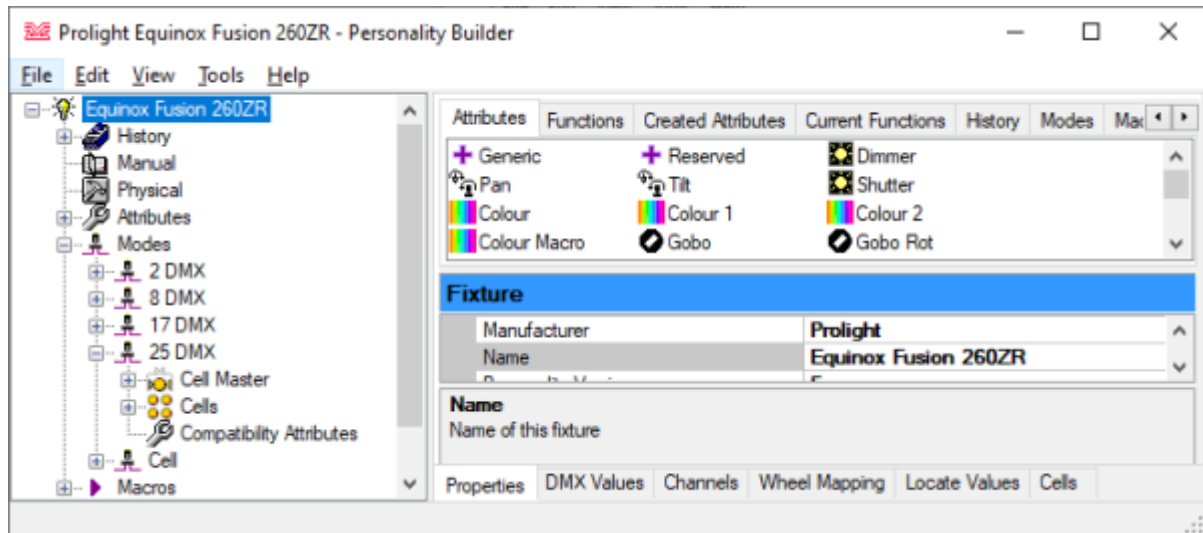 Prolight Equinox Fusion 260ZR - Personality Builder
File Edit View Tools Help
Equinox Fusion 260ZR
History
Manual
Physical
Attributes
Modes
2 DMX
8 DMX
17 DMX
25 DMX
Cell Master
Cells
Compatibility Attributes
Cell
Macros
Attributes Functions Created Attributes Current Functions History Modes
Generic Reserved Dimmer
Pan Tilt Shutter
Colour Colour 1 Colour 2
Colour Macro Gobo Gobo Rot
Fixture
Manufacturer Prolight
Name Equinox Fusion 260ZR
Name
Name of this fixture
Properties DMX Values Channels Wheel Mapping Locate Values Cells